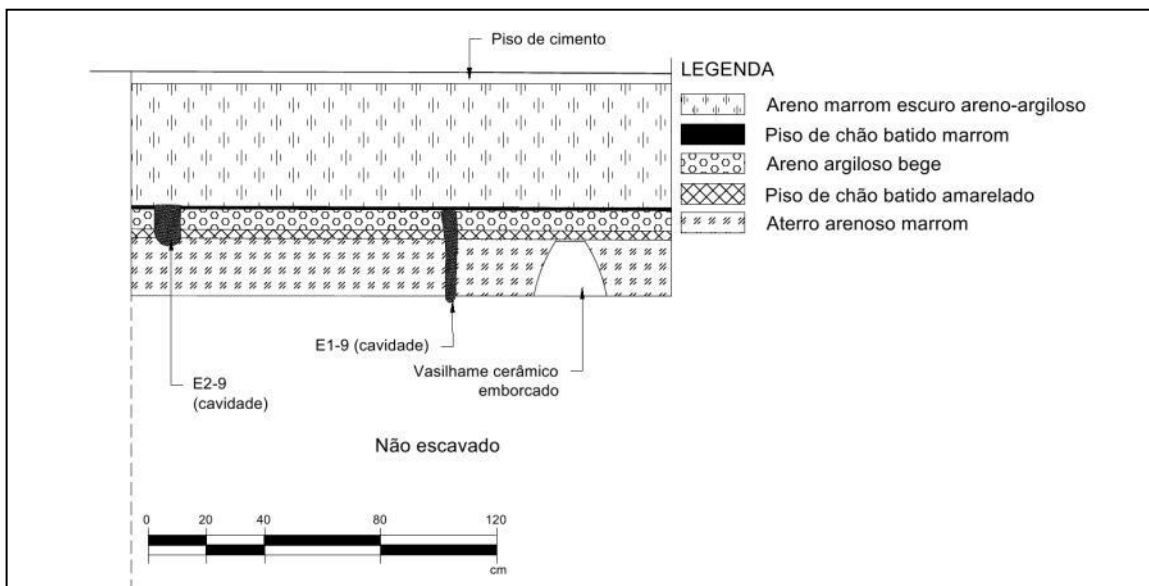 Piso de cimento
LEGENDA
Areno marrom escuro areno-argiloso
Piso de chão batido marrom
Areno argiloso bege
Piso de chão batido amarelado
Aterro arenoso marrom
E1-9 (cavidade)
Vasilhame cerâmico
emborcado
E2-9
(cavidade)
Não escavado
0 20 40 80 120
cm